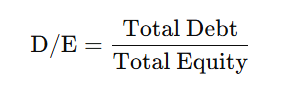 D/E = Total Debt / Total Equity